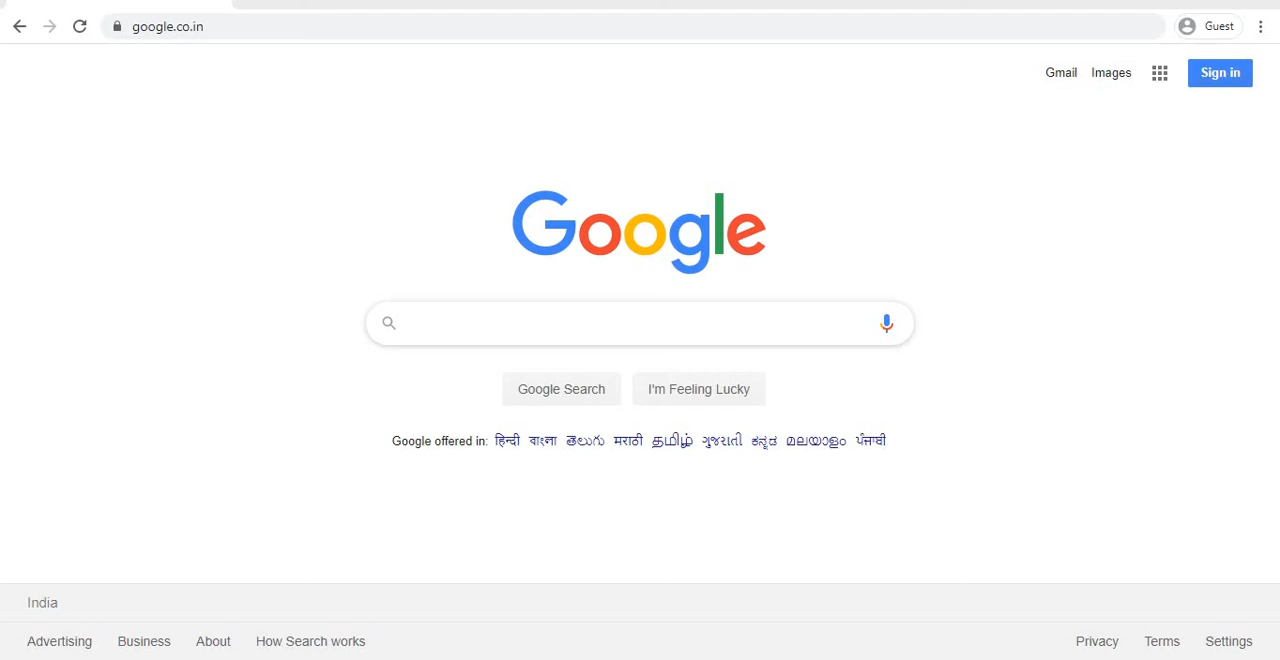 google.co.in
Guest
Gmail Images Sign in
Google
Google Search I'm Feeling Lucky
Google offered in: हिन्दी বাংলা తెలుగు मराठी தமிழ் ગુજરાતી ಕನ್ನಡ മലയാളം ਪੰਜਾਬੀ
India
Advertising Business About How Search works Privacy Terms Settings